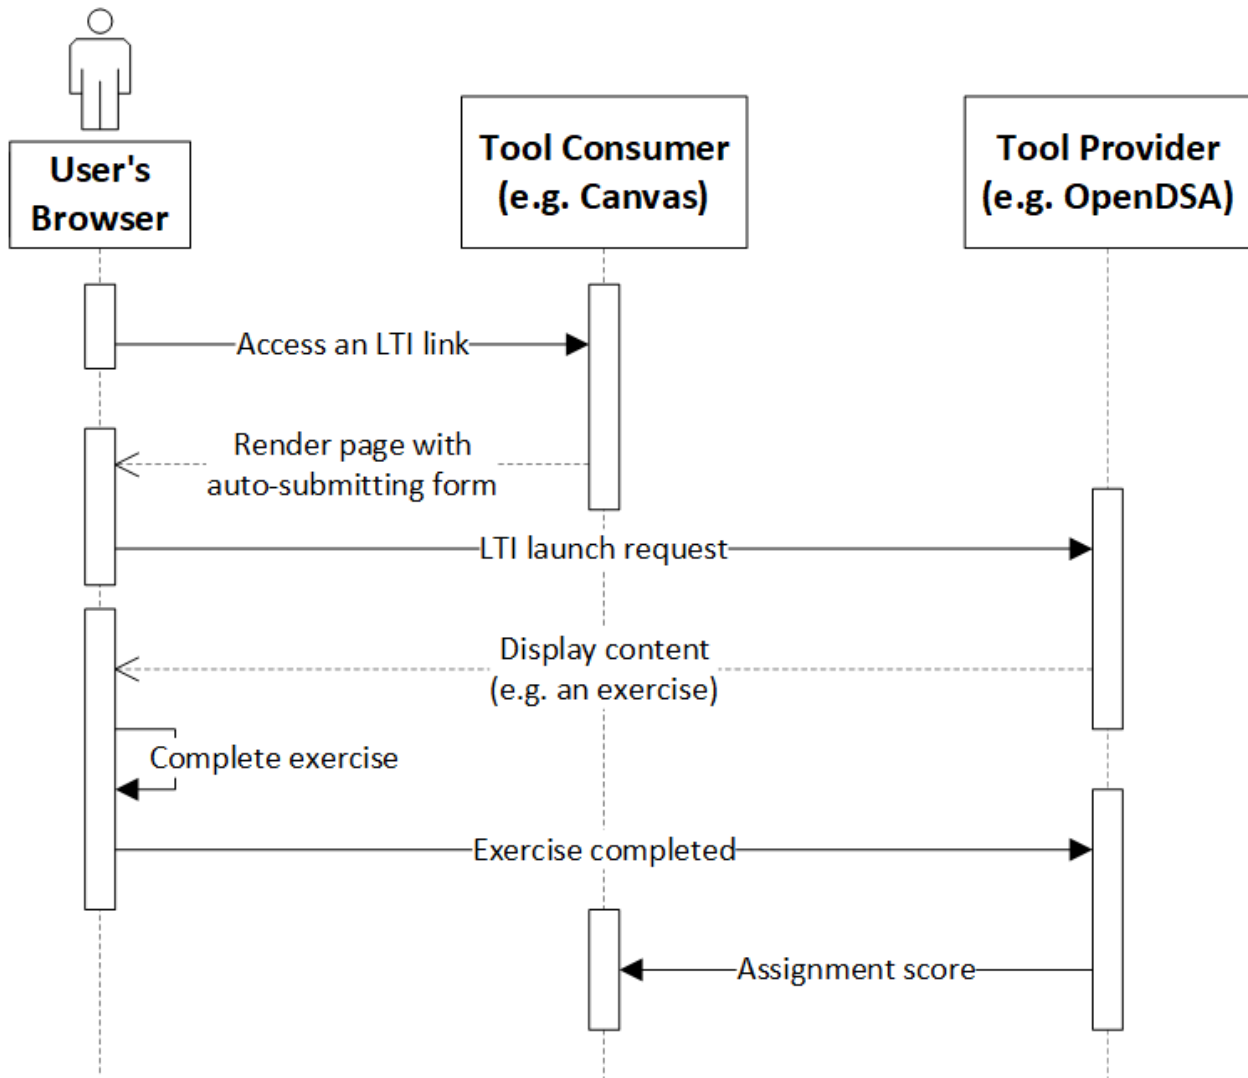 User's
Browser
Tool Consumer
(e.g. Canvas)
Tool Provider
(e.g. OpenDSA)
Access an LTI link
Render page with
auto-submitting form
LTI launch request
Display content
(e.g. an exercise)
Complete exercise
Exercise completed
Assignment score